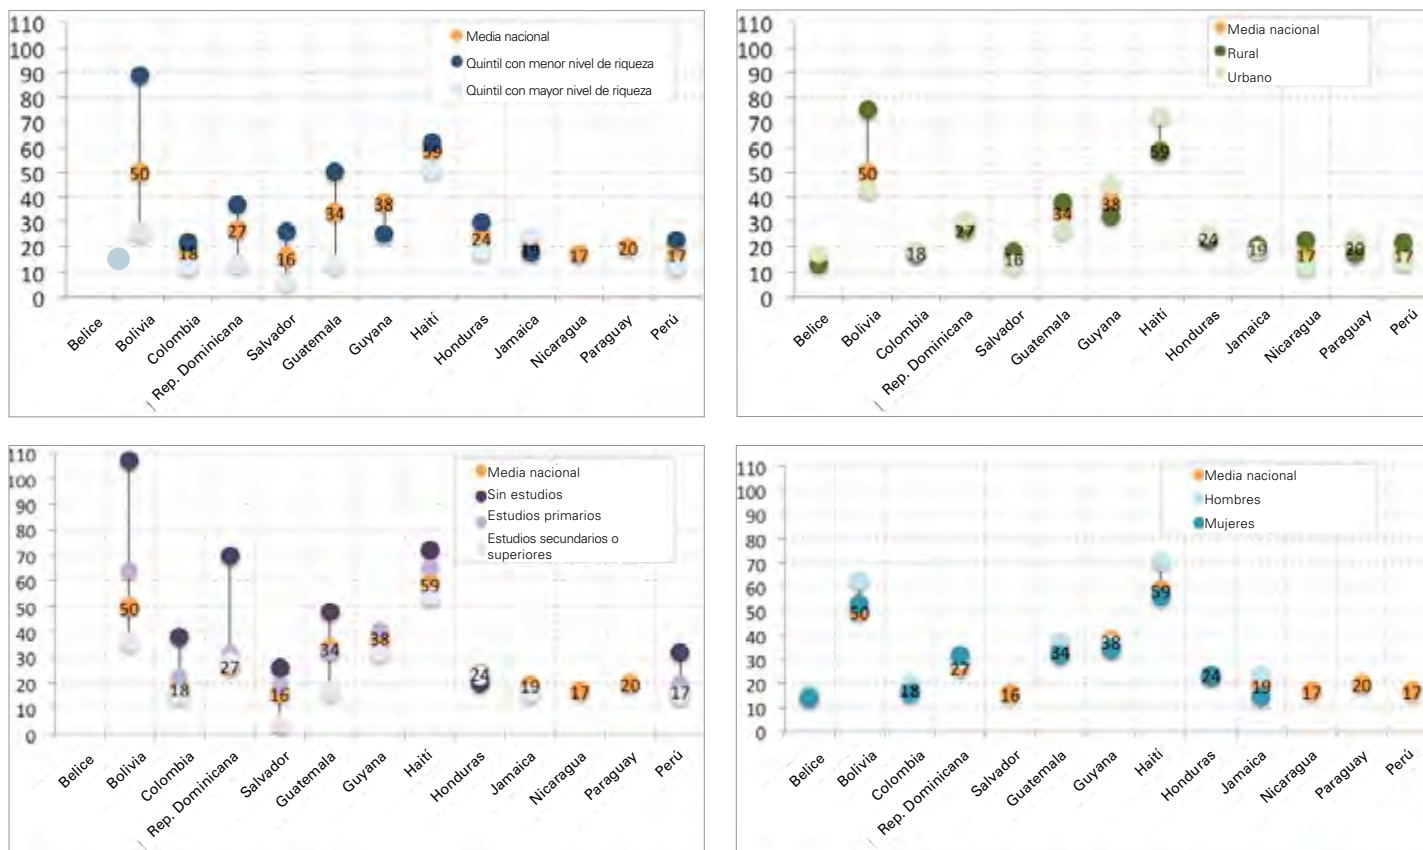 110
100
90
80
70
60
50
40
30
20
10
0
Media nacional
Quintil con menor nivel de riqueza
Quintil con mayor nivel de riqueza
50
18
27
16
34
38
59
24
19
17
20
17
Belice
Bolivia
Colombia
Rep. Dominicana
Salvador
Guatemala
Guyana
Haití
Honduras
Jamaica
Nicaragua
Paraguay
Perú
110
100
90
80
70
60
50
40
30
20
10
0
Media nacional
Rural
Urbano
50
18
27
16
34
38
59
24
19
17
20
17
Belice
Bolivia
Colombia
Rep. Dominicana
Salvador
Guatemala
Guyana
Haití
Honduras
Jamaica
Nicaragua
Paraguay
Perú
110
100
90
80
70
60
50
40
30
20
10
0
Media nacional
Sin estudios
Estudios primarios
Estudios secundarios o
superiores
50
18
27
16
34
38
59
24
19
17
20
17
Belice
Bolivia
Colombia
Rep. Dominicana
Salvador
Guatemala
Guyana
Haití
Honduras
Jamaica
Nicaragua
Paraguay
Perú
110
100
90
80
70
60
50
40
30
20
10
0
Media nacional
Hombres
Mujeres
50
18
27
16
34
38
59
24
19
17
20
17
Belice
Bolivia
Colombia
Rep. Dominicana
Salvador
Guatemala
Guyana
Haití
Honduras
Jamaica
Nicaragua
Paraguay
Perú